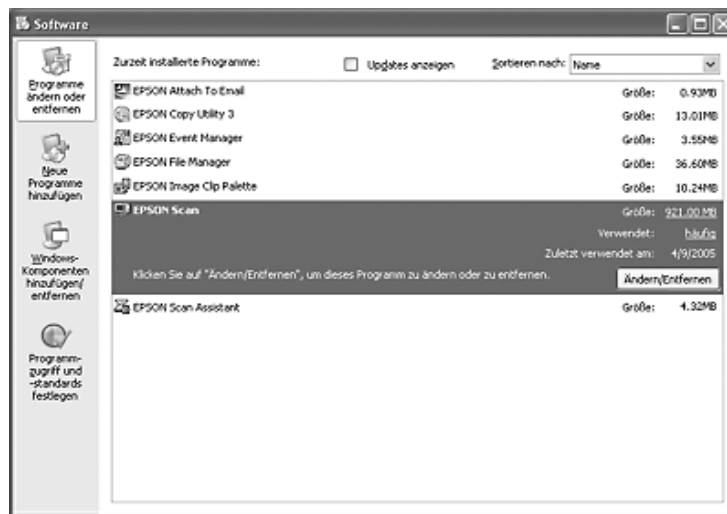 Software
Programme
ändern oder
entfernen
Neue
Programme
hinzufügen
Windows-
Komponenten
hinzufügen/
entfernen
Programm-
zugriff und
-standards
festlegen
Zurzeit installierte Programme: Updates anzeigen Sortieren nach: Name
EPSON Attach To Email Größe: 0.93MB
EPSON Copy Utility 3 Größe: 13.01MB
EPSON Event Manager Größe: 3.55MB
EPSON File Manager Größe: 36.60MB
EPSON Image Clip Palette Größe: 10.24MB
EPSON Scan Größe: 921.00 MB
Verwendet: häufig
Zuletzt verwendet am: 4/9/2005
Klicken Sie auf "Ändern/Entfernen", um dieses Programm zu ändern oder zu entfernen. Ändern/Entfernen
EPSON Scan Assistant Größe: 4.32MB